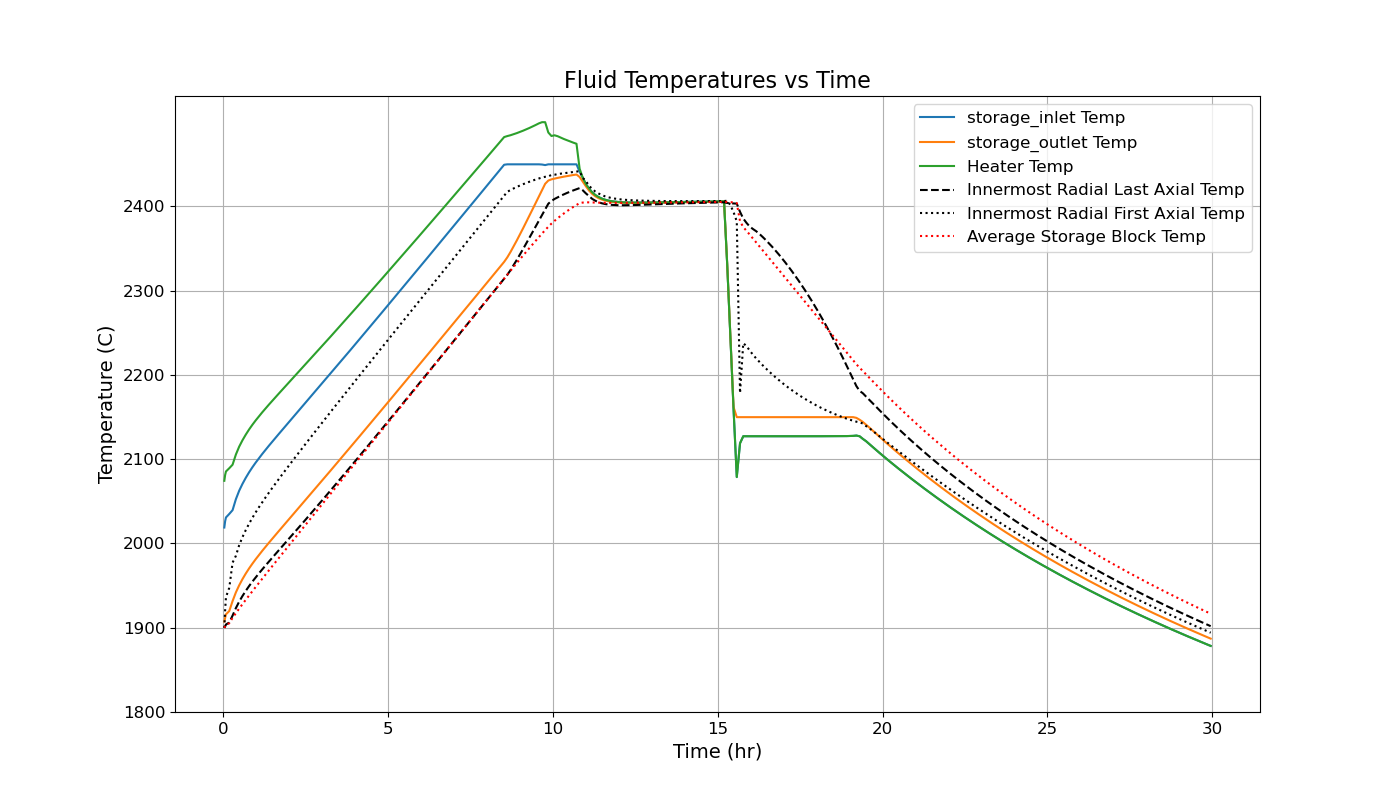 Fluid Temperatures vs Time
storage_inlet Temp
storage_outlet Temp
Heater Temp
Innermost Radial Last Axial Temp
Innermost Radial First Axial Temp
Average Storage Block Temp
Temperature (C)
2400
2300
2200
2100
2000
1900
1800
0 5 10 15 20 25 30
Time (hr)